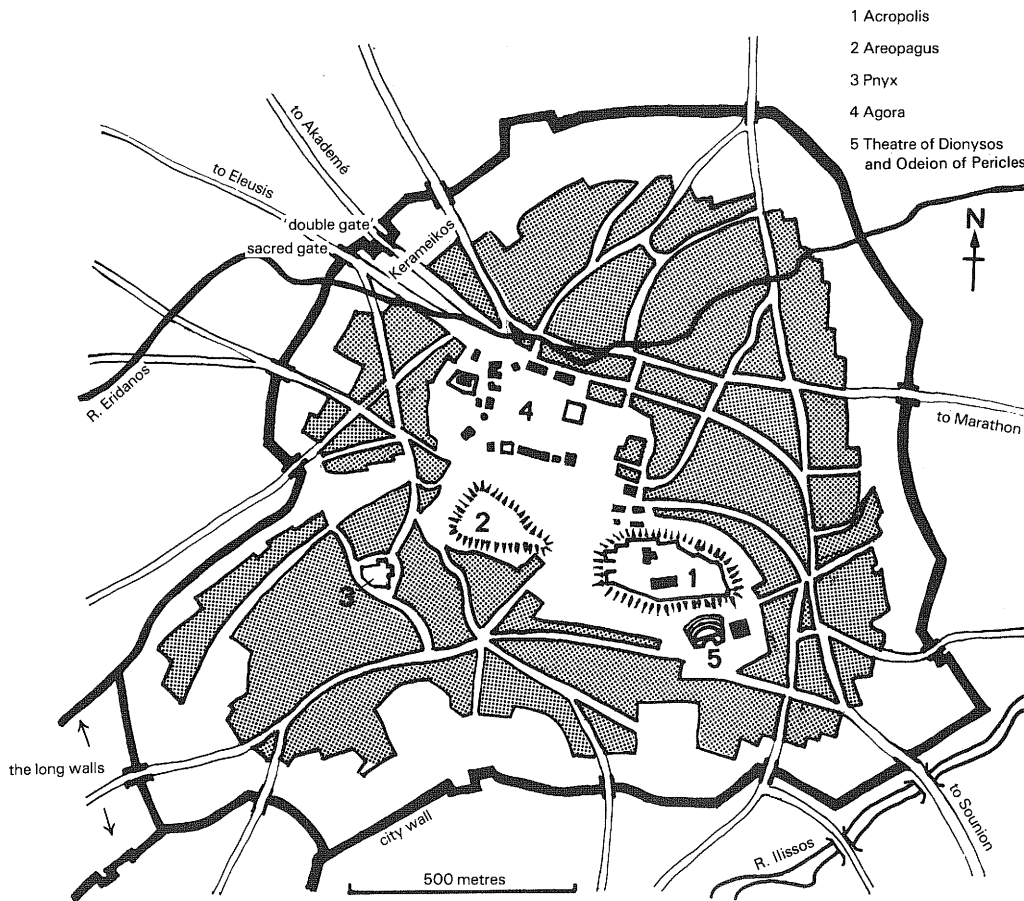 1 Acropolis
2 Areopagus
3 Pnyx
4 Agora
5 Theatre of Dionysos
and Odeion of Pericles
N
to Akademé
to Eleusis
'double gate'
sacred gate
Kerameikos
R. Eridanos
4
to Marathon
2
1
3
5
the long walls
city wall
to Sounion
R. Ilissos
500 metres